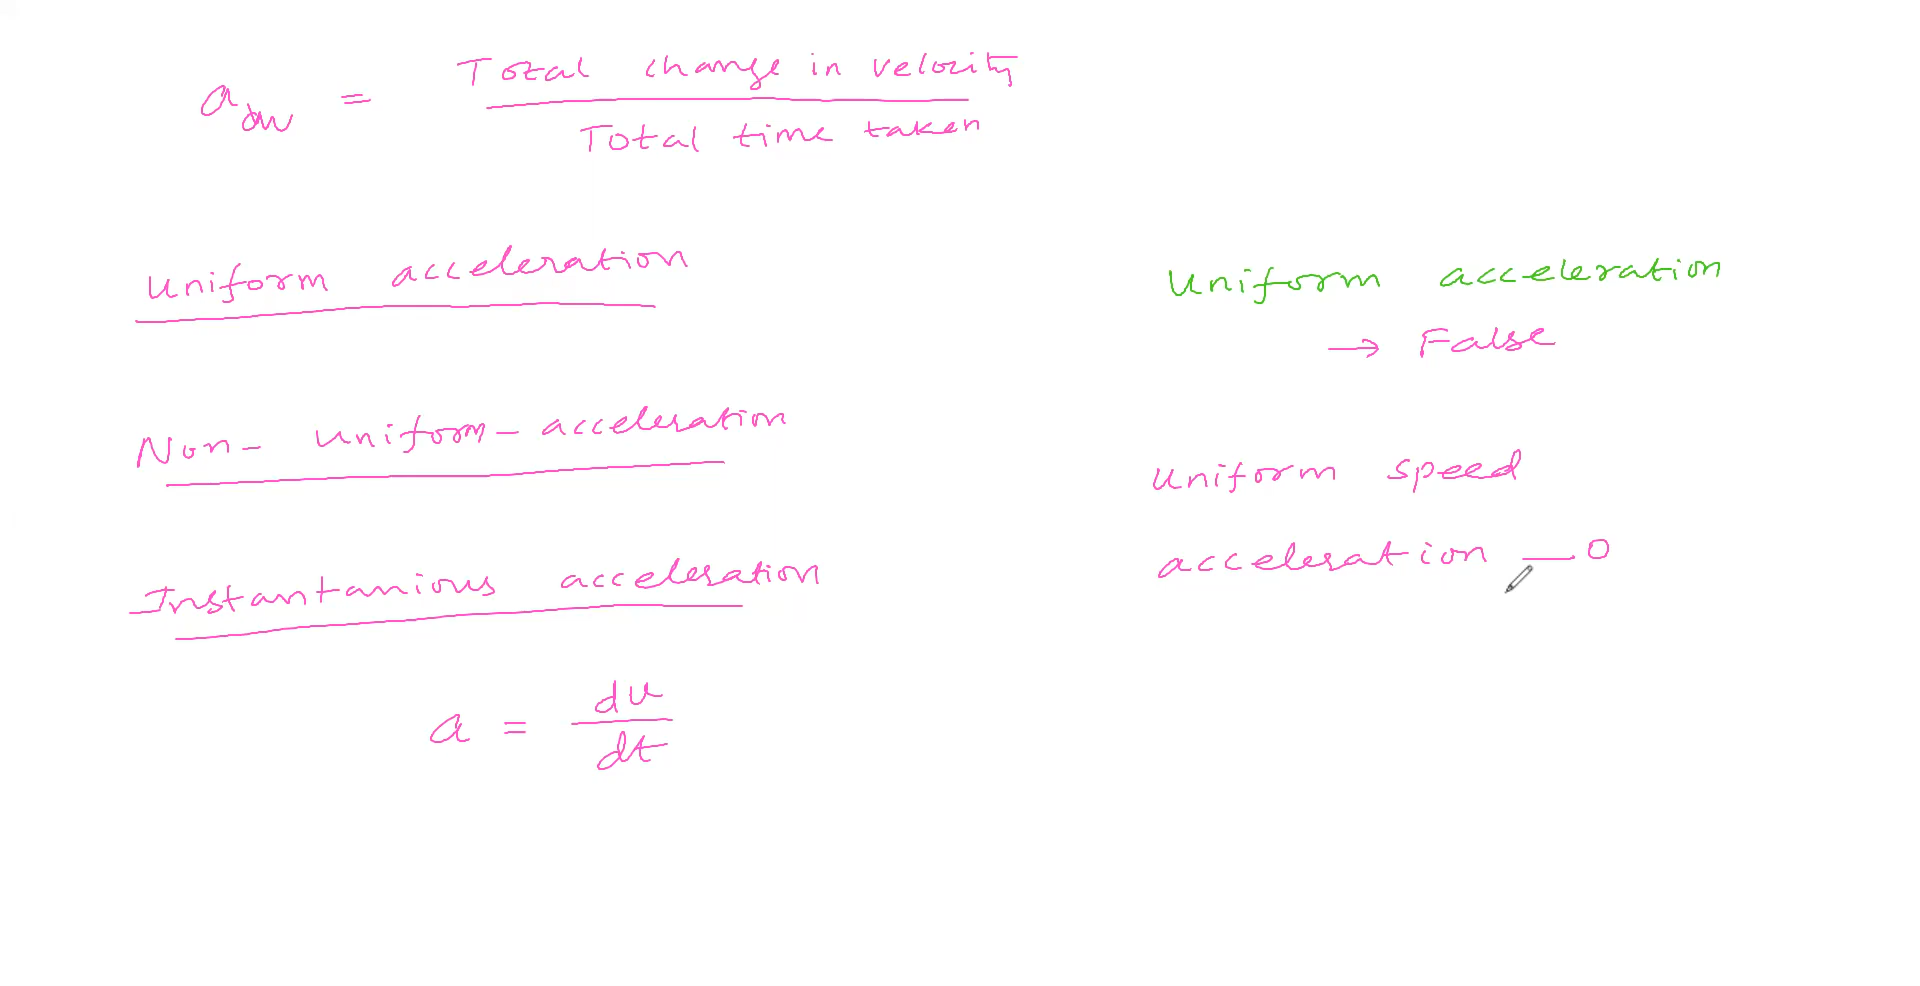 a_av = Total change in velocity / Total time taken
Uniform acceleration
Non- Uniform-acceleration
Instantanious acceleration
a = dv / dt
Uniform acceleration
→ False
Uniform speed
acceleration — 0